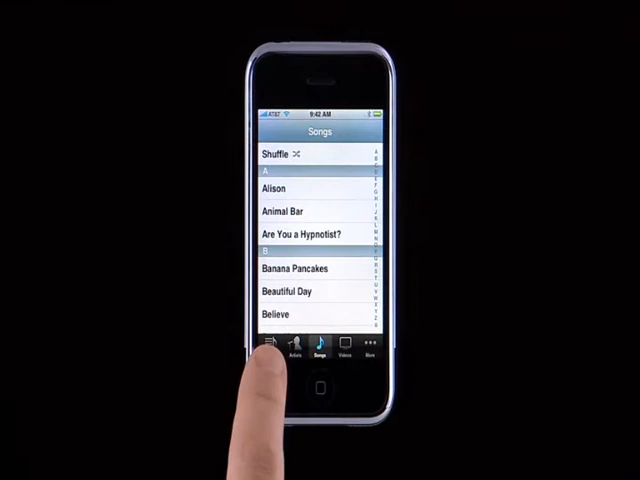 AT&T 9:42 AM
Songs
Shuffle
A
Alison
Animal Bar
Are You a Hypnotist?
B
Banana Pancakes
Beautiful Day
Believe
Artists Songs Videos More